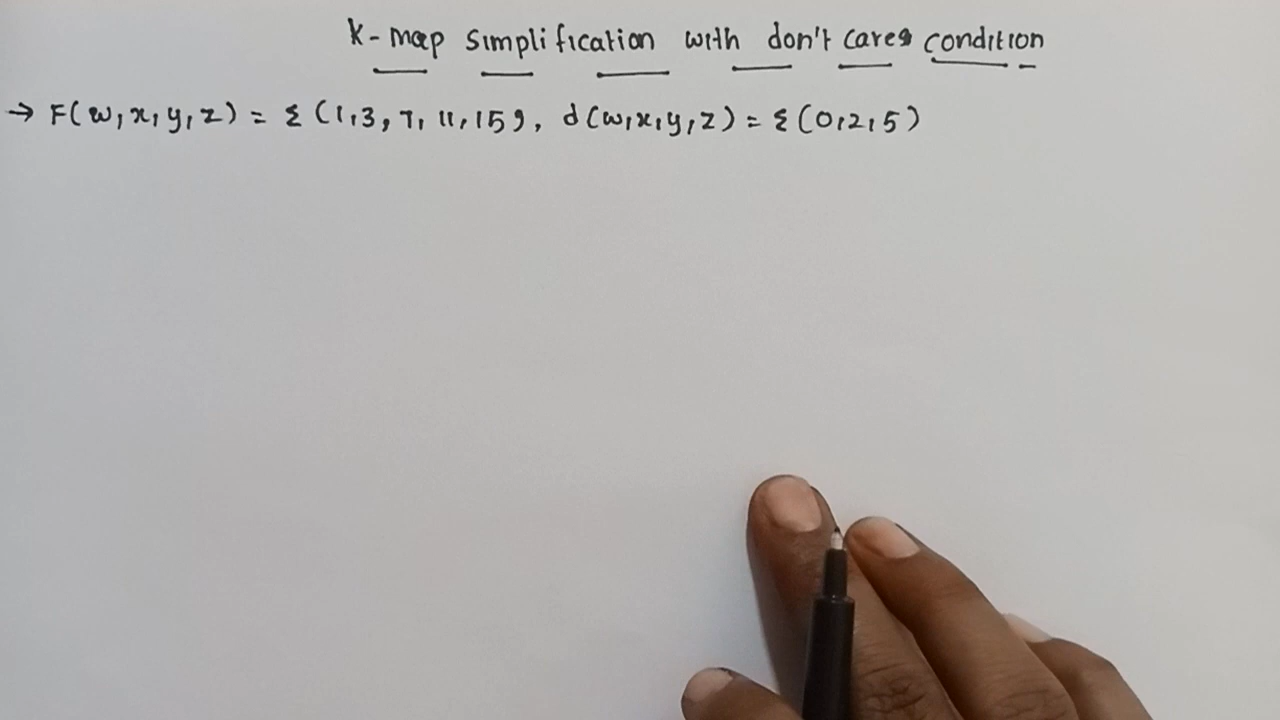 K-map simplification with don't cares condition
→ F(w,x,y,z) = Σ(1,3,7,11,15), d(w,x,y,z) = Σ(0,2,5)